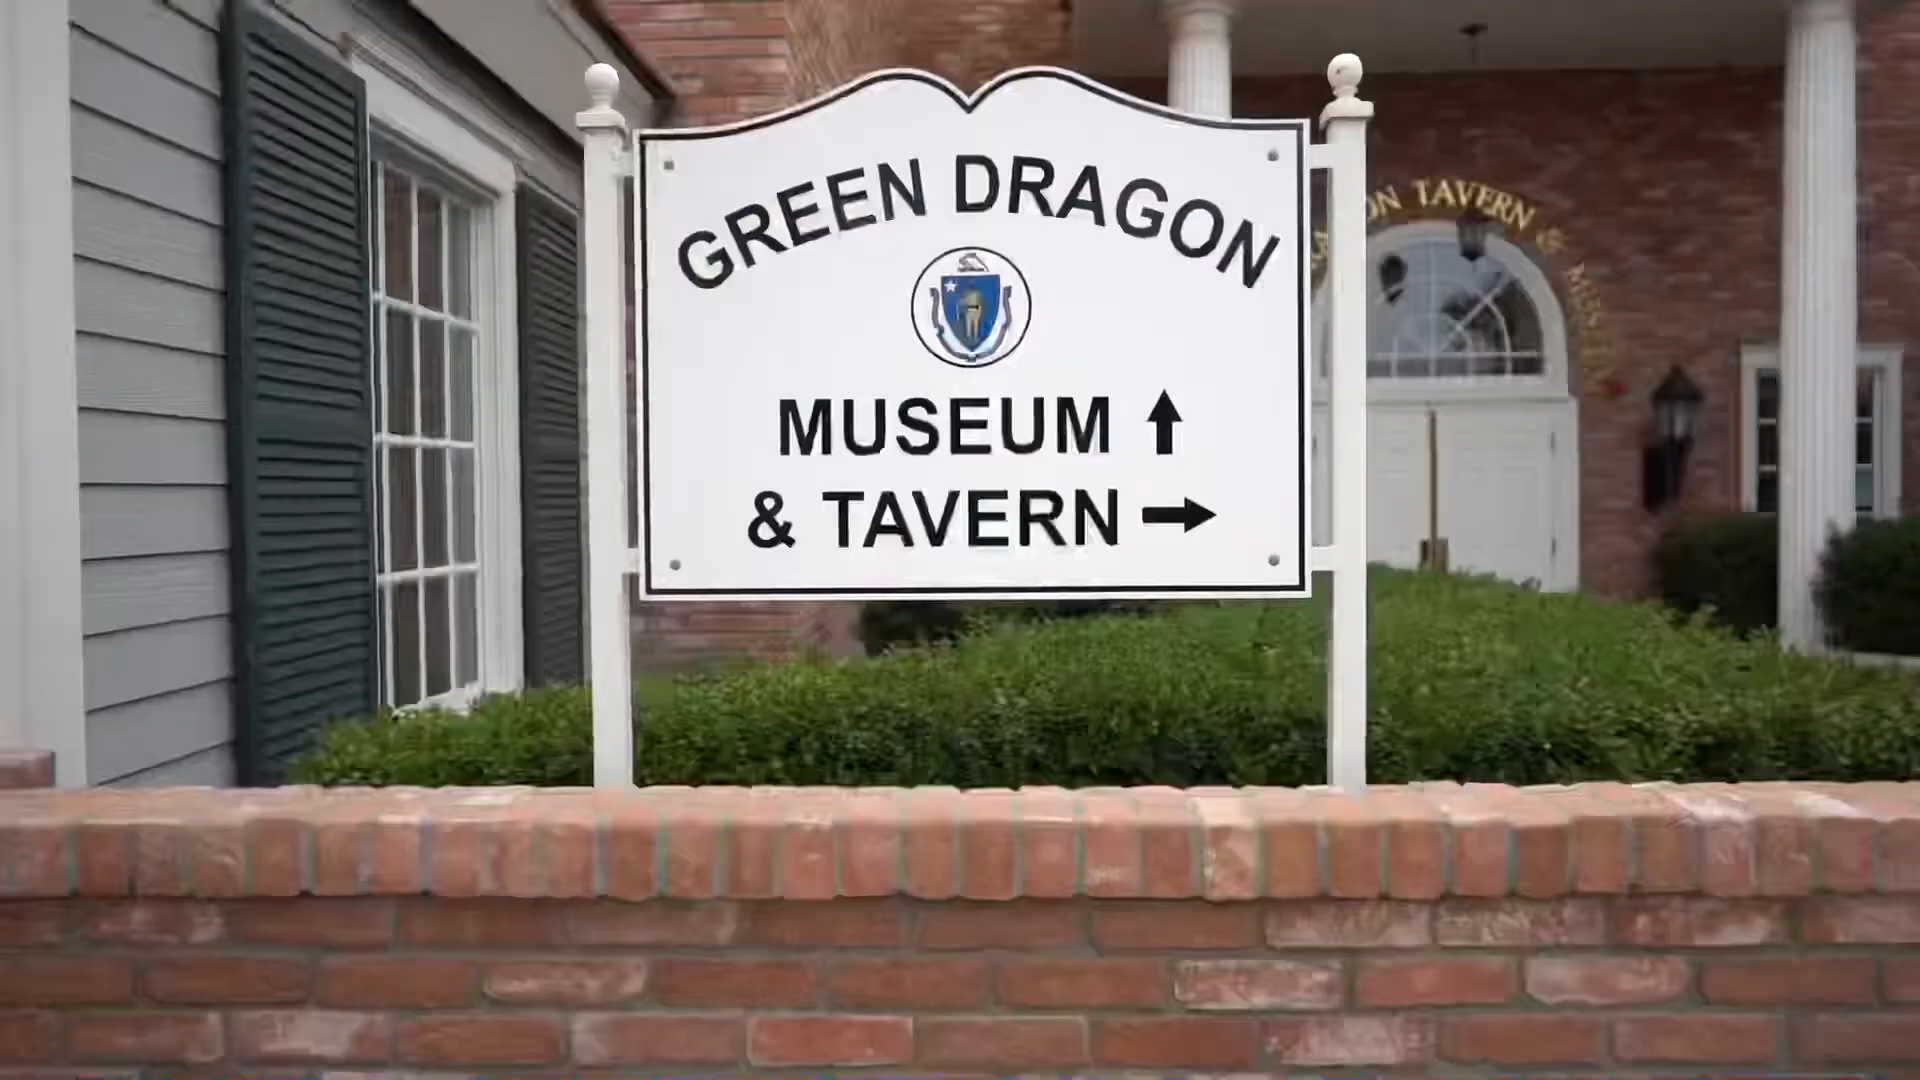 GREEN DRAGON
MUSEUM ↑
& TAVERN →
TAVERN &